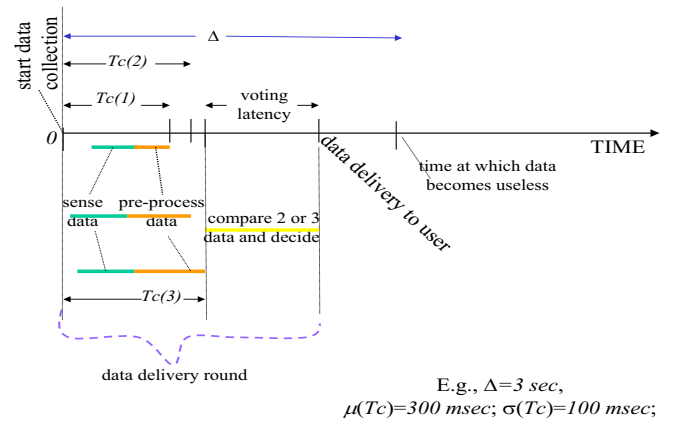 start data
collection
Δ
Tc(2)
Tc(1)
voting
latency
0
TIME
data delivery to user
time at which data
becomes useless
sense
data
pre-process
data
compare 2 or 3
data and decide
Tc(3)
data delivery round
E.g., Δ=3 sec,
μ(Tc)=300 msec; σ(Tc)=100 msec;